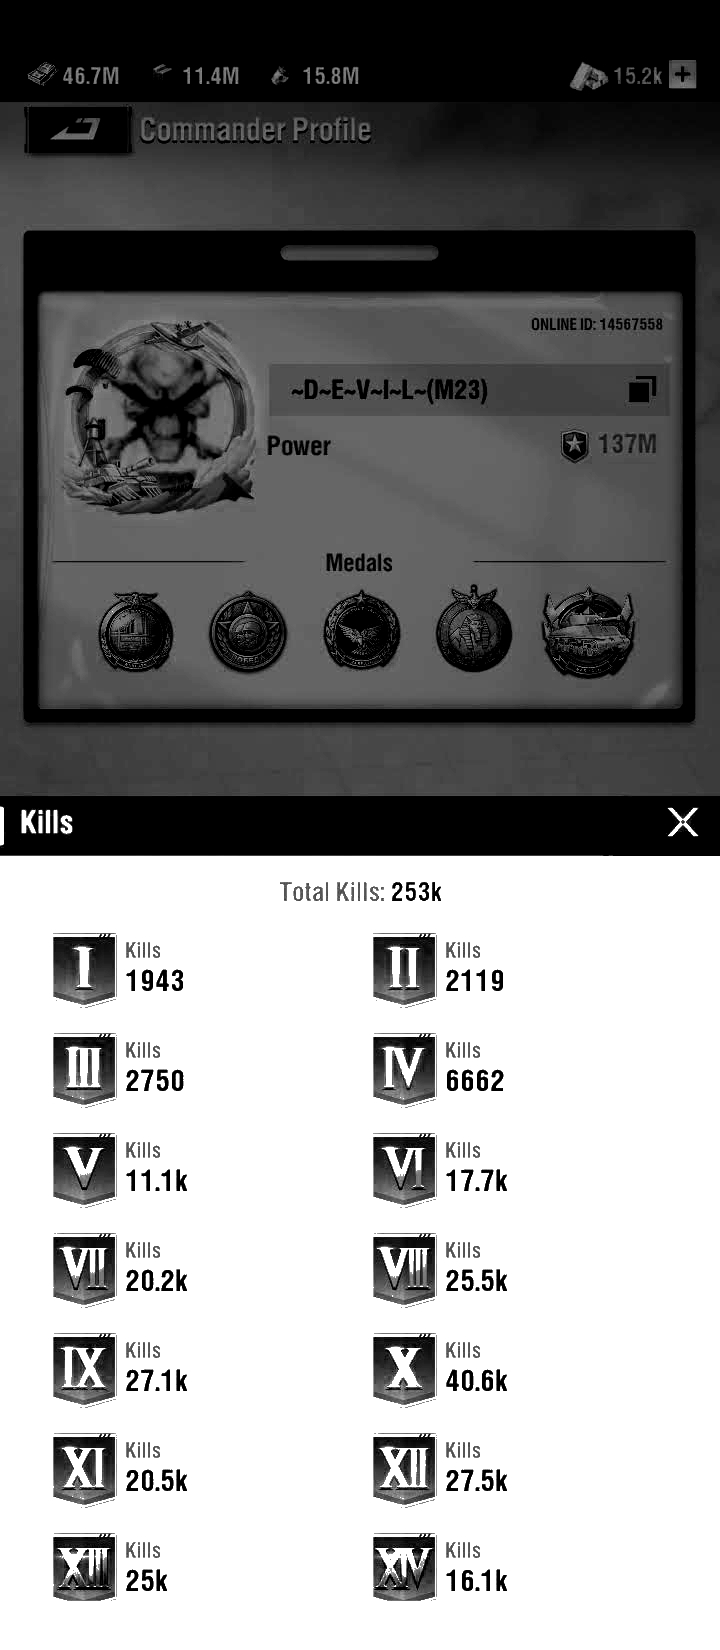 46.7M 11.4M 15.8M 15.2k
Commander Profile
ONLINE ID: 14567558
~D~E~V~I~L~(M23)
Power 137M
Medals
Kills
Total Kills: 253k
I Kills 1943
II Kills 2119
III Kills 2750
IV Kills 6662
V Kills 11.1k
VI Kills 17.7k
VII Kills 20.2k
VIII Kills 25.5k
IX Kills 27.1k
X Kills 40.6k
XI Kills 20.5k
XII Kills 27.5k
XIII Kills 25k
XIV Kills 16.1k